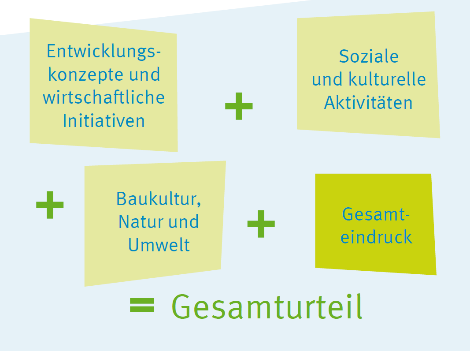 Entwicklungs-
konzepte und
wirtschaftliche
Initiativen
+
Soziale
und kulturelle
Aktivitäten
+
Baukultur,
Natur und
Umwelt
+
Gesamt-
eindruck
= Gesamturteil